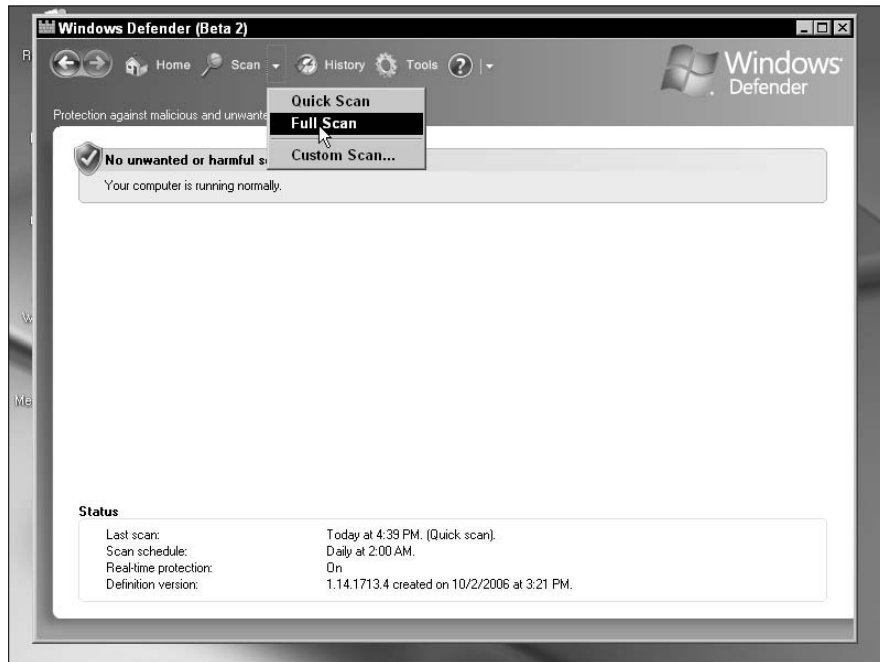 Windows Defender (Beta 2)
Home Scan History Tools ? Windows
Defender
Protection against malicious and unwante
Quick Scan
Full Scan
Custom Scan...
No unwanted or harmful s
Your computer is running normally.
Status
Last scan: Today at 4:39 PM. (Quick scan).
Scan schedule: Daily at 2:00 AM.
Real-time protection: On
Definition version: 1.14.1713.4 created on 10/2/2006 at 3:21 PM.
R
W
Me